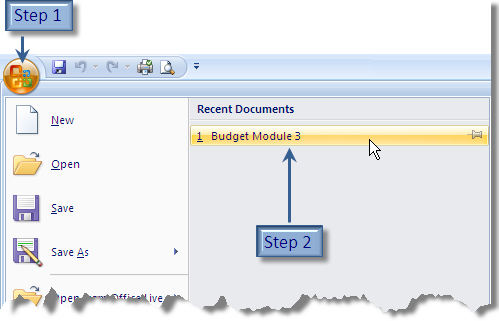 Step 1
Recent Documents
New
1 Budget Module 3
Open
Save
Step 2
Save As